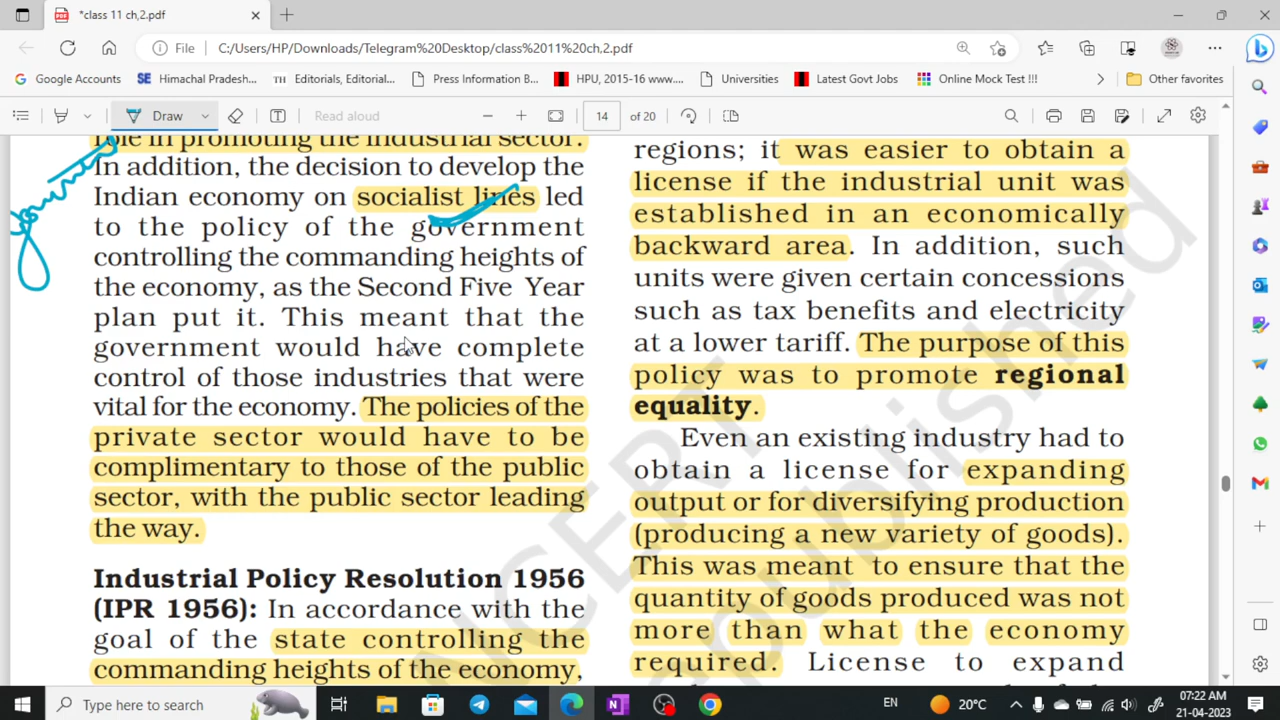 *class 11 ch,2.pdf
File C:/Users/HP/Downloads/Telegram%20Desktop/class%2011%20ch,2.pdf
Google Accounts SE Himachal Pradesh... TH Editorials, Editorial... Press Information B... HPU, 2015-16 www.... Universities Latest Govt Jobs Online Mock Test !!! Other favorites
Draw Read aloud 14 of 20
role in promoting the industrial sector.
In addition, the decision to develop the
Indian economy on socialist lines led
to the policy of the government
controlling the commanding heights of
the economy, as the Second Five Year
plan put it. This meant that the
government would have complete
control of those industries that were
vital for the economy. The policies of the
private sector would have to be
complimentary to those of the public
sector, with the public sector leading
the way.
Industrial Policy Resolution 1956
(IPR 1956): In accordance with the
goal of the state controlling the
commanding heights of the economy,
regions; it was easier to obtain a
license if the industrial unit was
established in an economically
backward area. In addition, such
units were given certain concessions
such as tax benefits and electricity
at a lower tariff. The purpose of this
policy was to promote regional
equality.
Even an existing industry had to
obtain a license for expanding
output or for diversifying production
(producing a new variety of goods).
This was meant to ensure that the
quantity of goods produced was not
more than what the economy
required. License to expand
NCERT
republished
Type here to search
EN 20°C 07:22 AM
21-04-2023